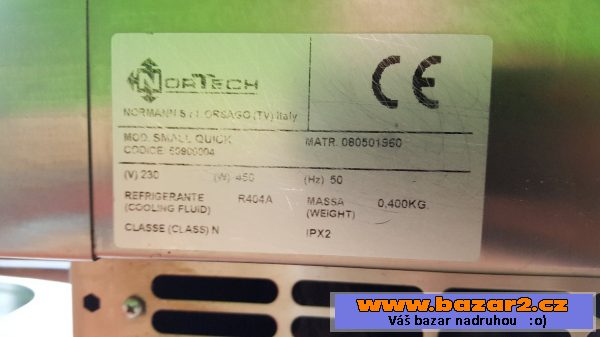 NORTECH
CE
NORMANN S.r.l. ORSAGO (TV) Italy
MOD. SMALL QUICK MATR. 080501960
CODICE:
(V) 230 (W) 450 (Hz) 50
REFRIGERANTE R404A MASSA 0,400KG.
(COOLING FLUID) (WEIGHT)
CLASSE (CLASS) N IPX2
www.bazar2.cz
Váš bazar nadruhou :o)